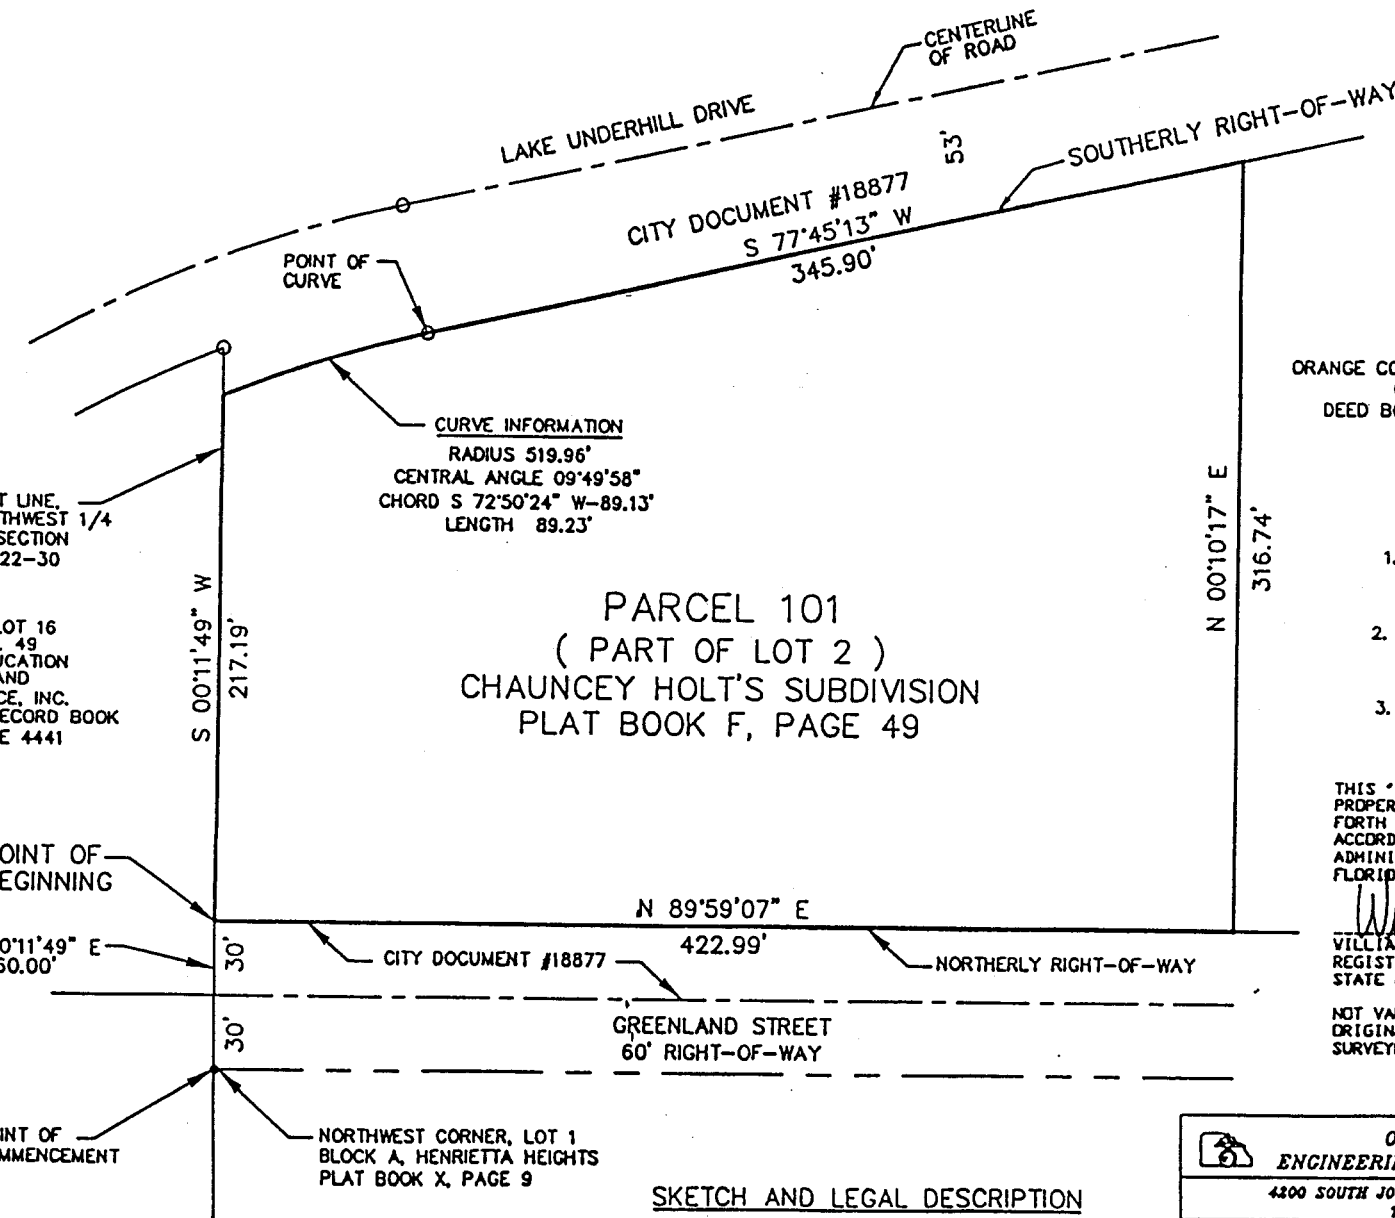 CENTERLINE
OF ROAD
LAKE UNDERHILL DRIVE
53'
SOUTHERLY RIGHT-OF-WAY
CITY DOCUMENT #18877
S 77°45'13" W
345.90'
POINT OF
CURVE
CURVE INFORMATION
RADIUS 519.96'
CENTRAL ANGLE 09°49'58"
CHORD S 72°50'24" W-89.13'
LENGTH 89.23'
ORANGE CO
DEED BO
T LINE,
THWEST 1/4
SECTION
22-30
LOT 16
49
UCATION
AND
CE, INC.
RECORD BOOK
E 4441
S 00°11'49" W
217.19'
PARCEL 101
( PART OF LOT 2 )
CHAUNCEY HOLT'S SUBDIVISION
PLAT BOOK F, PAGE 49
N 00°10'17" E
316.74'
1.
2.
3.
THIS "
PROPER
FORTH
ACCORD
ADMINI
FLORID
VILLIA
REGIST
STATE
NOT VA
ORIGIN
SURVEY
OINT OF
EGINNING
N 89°59'07" E
422.99'
0°11'49" E
60.00'
30'
CITY DOCUMENT #18877
NORTHERLY RIGHT-OF-WAY
30'
GREENLAND STREET
60' RIGHT-OF-WAY
INT OF
MMENCEMENT
NORTHWEST CORNER, LOT 1
BLOCK A, HENRIETTA HEIGHTS
PLAT BOOK X, PAGE 9
SKETCH AND LEGAL DESCRIPTION
O
ENGINEERI
4200 SOUTH JO